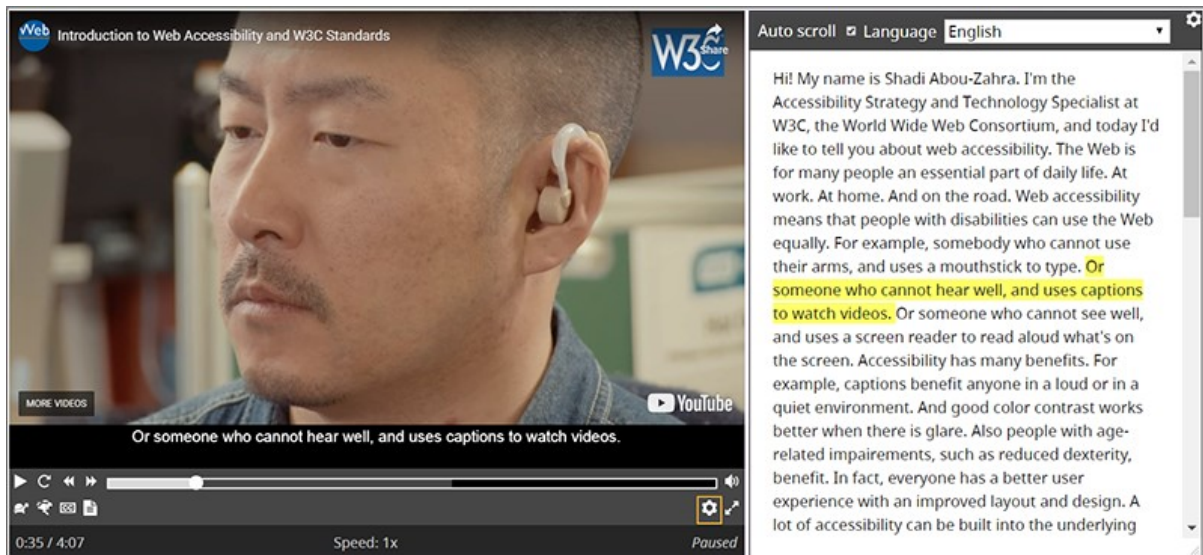 Web
Introduction to Web Accessibility and W3C Standards
W3C
Share
MORE VIDEOS
YouTube
Or someone who cannot hear well, and uses captions to watch videos.
CC
0:35 / 4:07
Speed: 1x
Paused
Auto scroll
Language
English
Hi! My name is Shadi Abou-Zahra. I'm the
Accessibility Strategy and Technology Specialist at
W3C, the World Wide Web Consortium, and today I'd
like to tell you about web accessibility. The Web is
for many people an essential part of daily life. At
work. At home. And on the road. Web accessibility
means that people with disabilities can use the Web
equally. For example, somebody who cannot use
their arms, and uses a mouthstick to type. Or
someone who cannot hear well, and uses captions
to watch videos. Or someone who cannot see well,
and uses a screen reader to read aloud what's on
the screen. Accessibility has many benefits. For
example, captions benefit anyone in a loud or in a
quiet environment. And good color contrast works
better when there is glare. Also people with age-
related impairements, such as reduced dexterity,
benefit. In fact, everyone has a better user
experience with an improved layout and design. A
lot of accessibility can be built into the underlying